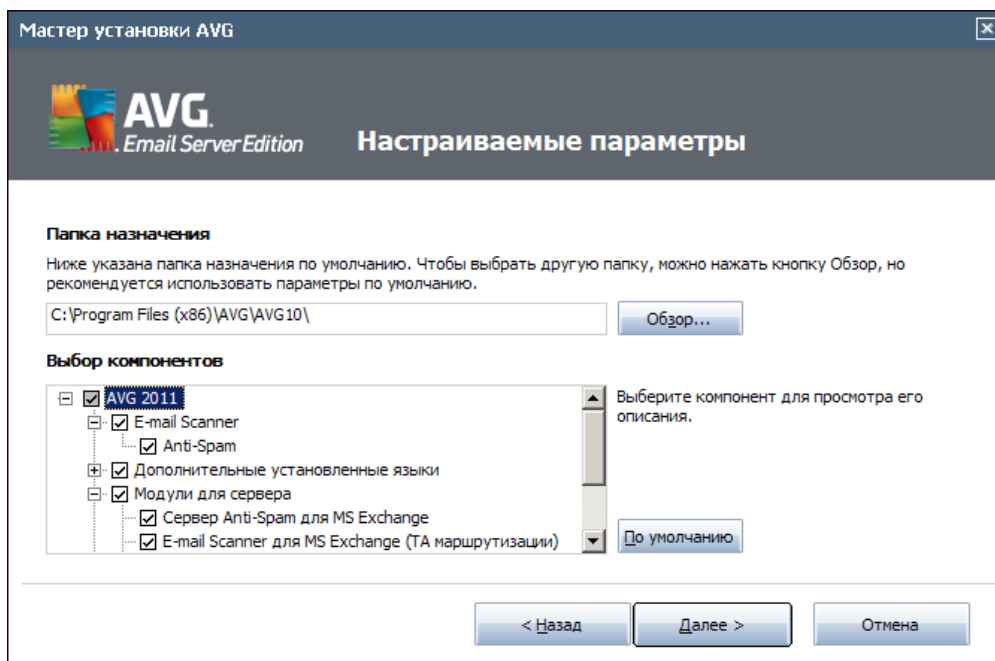 Мастер установки AVG
AVG.
Email Server Edition
Настраиваемые параметры
Папка назначения
Ниже указана папка назначения по умолчанию. Чтобы выбрать другую папку, можно нажать кнопку Обзор, но
рекомендуется использовать параметры по умолчанию.
C:\Program Files (x86)\AVG\AVG10\
Обзор...
Выбор компонентов
AVG 2011
E-mail Scanner
Anti-Spam
Дополнительные установленные языки
Модули для сервера
Сервер Anti-Spam для MS Exchange
E-mail Scanner для MS Exchange (TA маршрутизации)
Выберите компонент для просмотра его
описания.
По умолчанию
< Назад
Далее >
Отмена